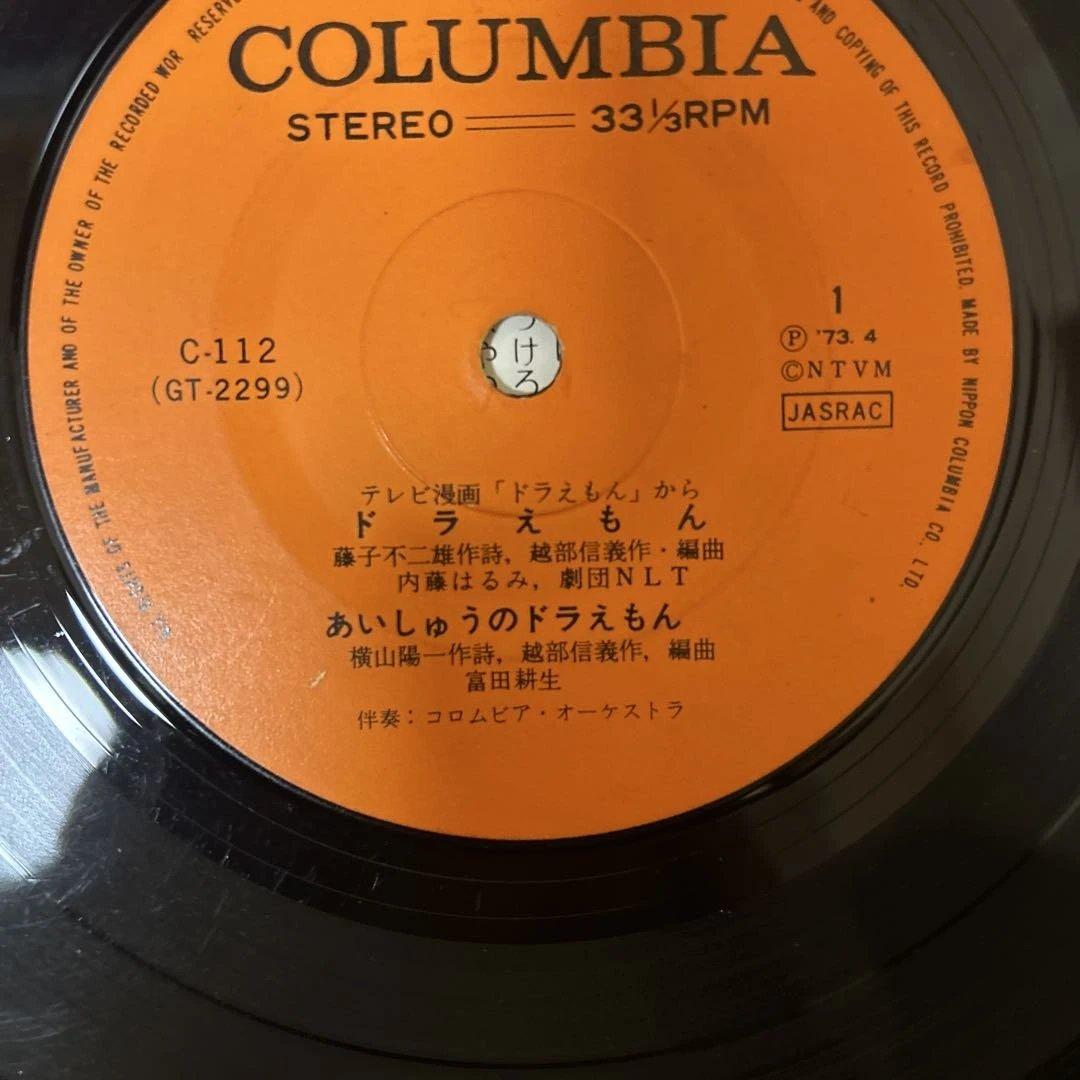 COLUMBIA
STEREO 33⅓RPM
1
Ⓟ '73. 4
ⒸNTVM
JASRAC
C-112
(GT-2299)
つ
けろ
テレビ漫画「ドラえもん」から
ドラえもん
藤子不二雄作詩, 越部信義作・編曲
内藤はるみ, 劇団NLT
あいしゅうのドラえもん
横山陽一作詩, 越部信義作, 編曲
富田耕生
伴奏: コロムビア・オーケストラ
OF THE MANUFACTURER AND OF THE OWNER OF THE RECORDED WOR RESERVE
AND COPYING OF THIS RECORD PROHIBITED. MADE BY NIPPON COLUMBIA CO. LTD.